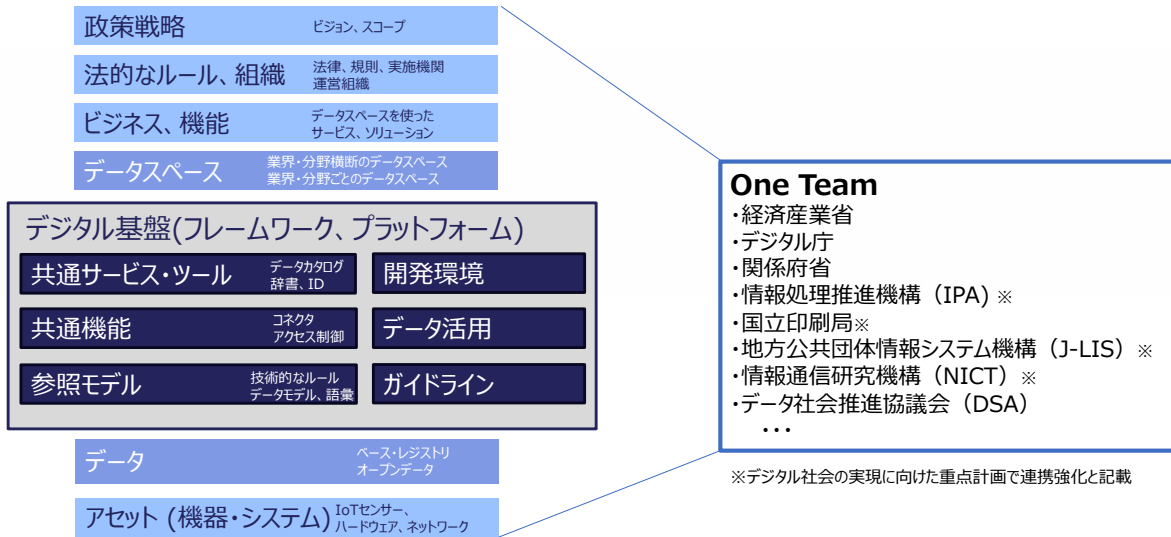 政策戦略
ビジョン、スコープ
法的なルール、組織
法律、規則、実施機関
運営組織
ビジネス、機能
データスペースを使った
サービス、ソリューション
データスペース
業界・分野横断のデータスペース
業界・分野ごとのデータスペース
デジタル基盤(フレームワーク、プラットフォーム)
共通サービス・ツール
データカタログ
辞書、ID
開発環境
共通機能
コネクタ
アクセス制御
データ活用
参照モデル
技術的なルール
データモデル、語彙
ガイドライン
データ
ベース・レジストリ
オープンデータ
アセット (機器・システム)
IoTセンサー、
ハードウェア、ネットワーク
One Team
・経済産業省
・デジタル庁
・関係府省
・情報処理推進機構（IPA) ※
・国立印刷局※
・地方公共団体情報システム機構（J-LIS）※
・情報通信研究機構（NICT）※
・データ社会推進協議会（DSA）
・・・
※デジタル社会の実現に向けた重点計画で連携強化と記載